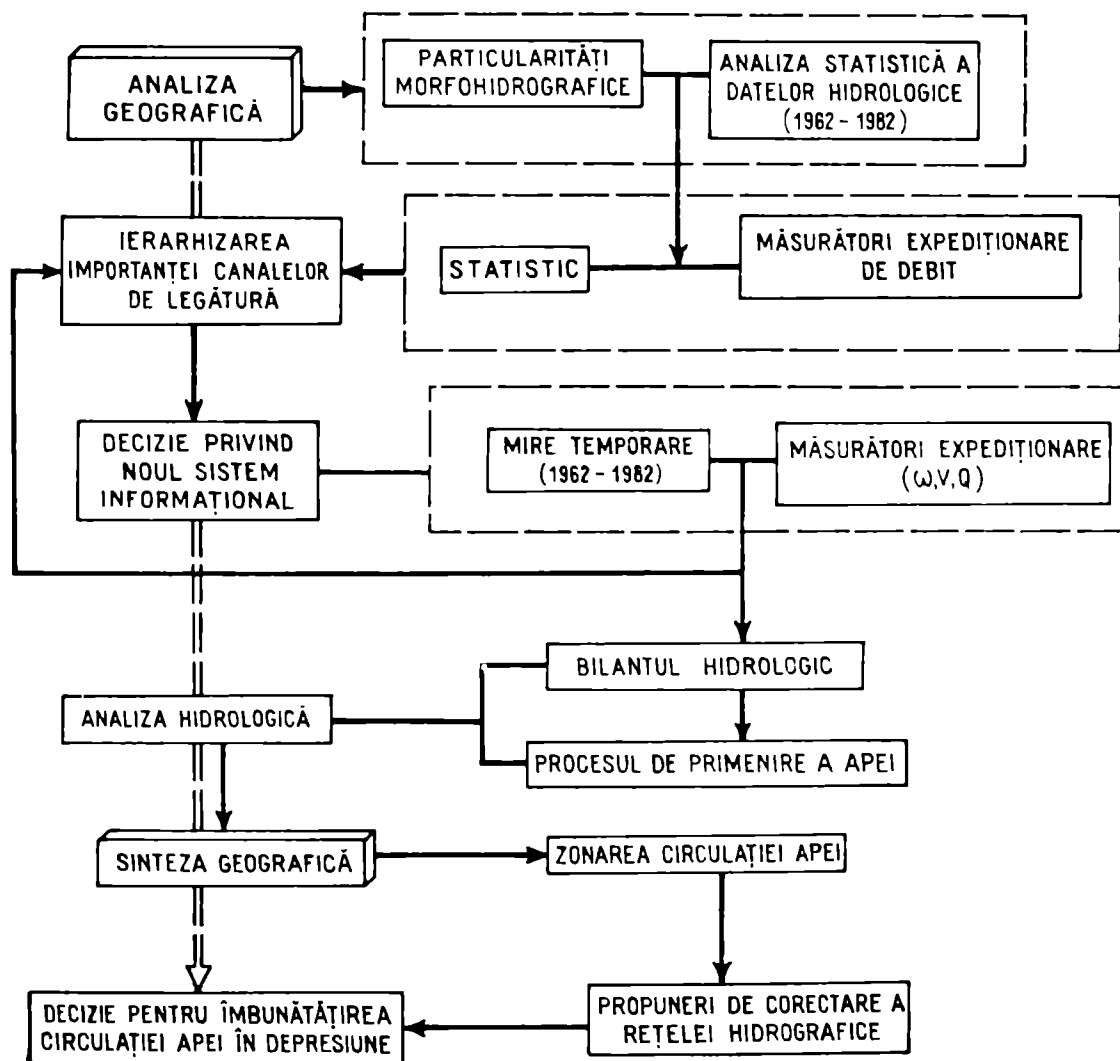 ANALIZA
GEOGRAFICĂ
PARTICULARITĂȚI
MORFOHIDROGRAFICE
ANALIZA STATISTICĂ A
DATELOR HIDROLOGICE
(1962 - 1982)
IERARHIZAREA
IMPORTANȚEI CANALELOR
DE LEGĂTURĂ
STATISTIC
MĂSURĂTORI EXPEDIȚIONARE
DE DEBIT
DECIZIE PRIVIND
NOUL SISTEM
INFORMAȚIONAL
MIRE TEMPORARE
(1962 - 1982)
MĂSURĂTORI EXPEDIȚIONARE
(ω,V,Q)
BILANTUL HIDROLOGIC
ANALIZA HIDROLOGICĂ
PROCESUL DE PRIMENIRE A APEI
SINTEZA GEOGRAFICĂ
ZONAREA CIRCULAȚIEI APEI
DECIZIE PENTRU ÎMBUNĂTĂȚIREA
CIRCULAȚIEI APEI ÎN DEPRESIUNE
PROPUNERI DE CORECTARE A
REȚELEI HIDROGRAFICE